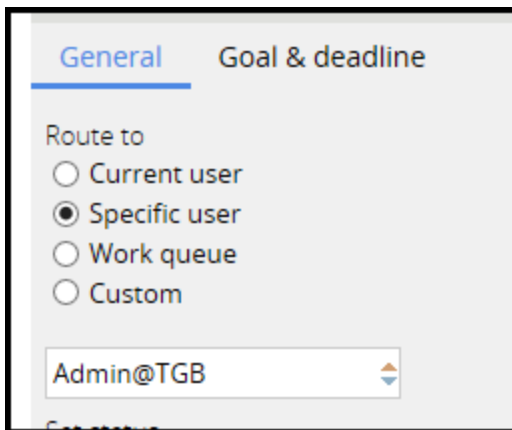 General Goal & deadline
Route to
Current user
Specific user
Work queue
Custom
Admin@TGB